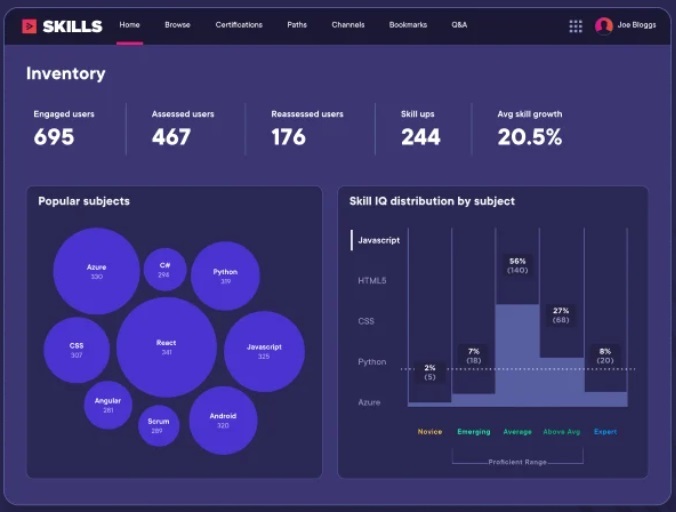 SKILLS Home Browse Certifications Paths Channels Bookmarks Q&A Joe Bloggs
Inventory
Engaged users Assessed users Reassessed users Skill ups Avg skill growth
695 467 176 244 20.5%
Popular subjects
Azure
330
C#
294
Python
319
CSS
307
React
341
Javascript
325
Angular
281
Scrum
289
Android
320
Skill IQ distribution by subject
Javascript
HTML5
CSS
Python
Azure
2%
(5)
7%
(18)
56%
(140)
27%
(68)
8%
(20)
Novice Emerging Average Above Avg Expert
Proficient Range